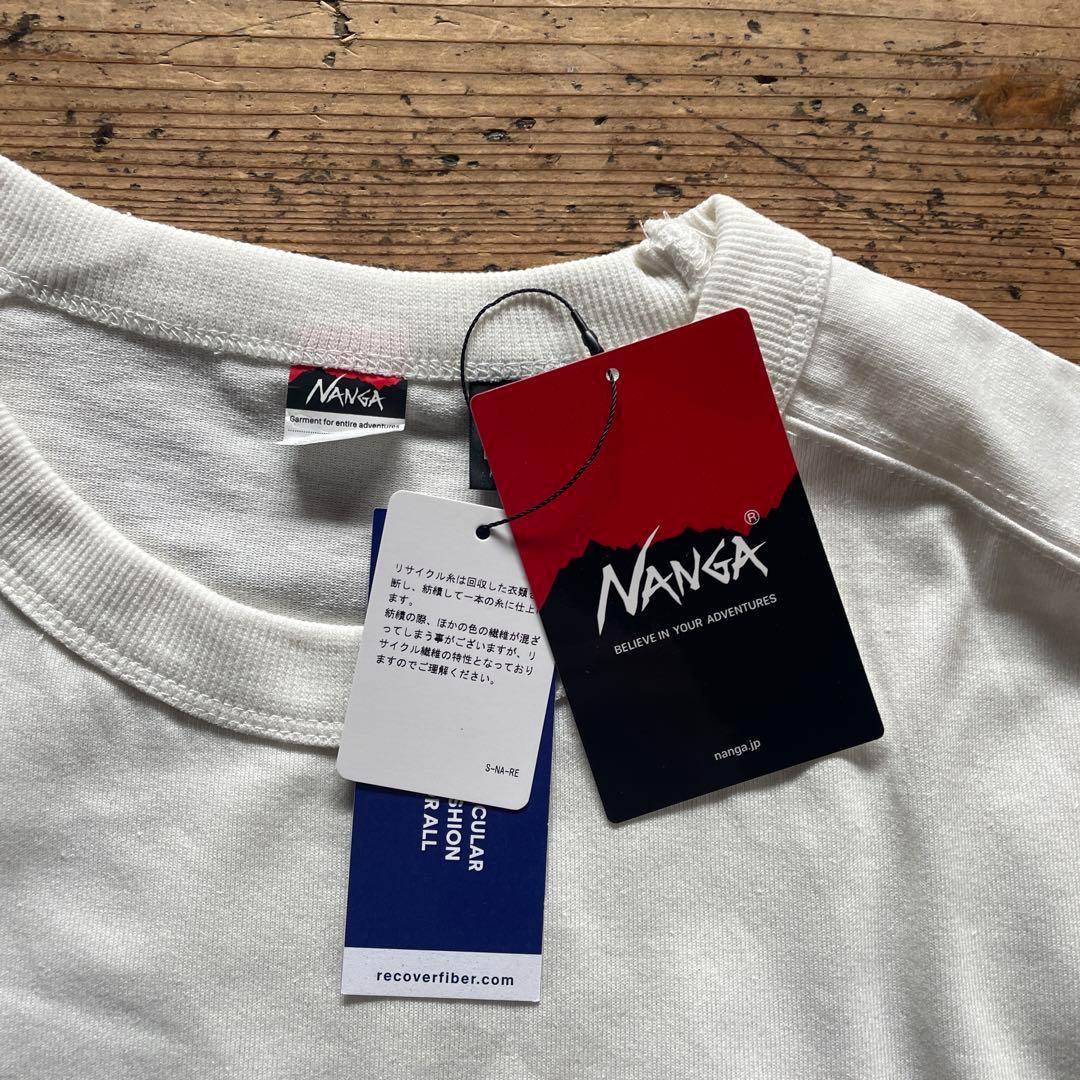 NANGA
Garment for entire adventures
NANGA®
BELIEVE IN YOUR ADVENTURES
nanga.jp
リサイクル糸は回収した衣類
断し、紡績して一本の糸に仕上
ます。
紡績の際、ほかの色の繊維が混ざ
ってしまう事がございますが、リ
サイクル繊維の特性となっており
ますのでご理解ください。
S-NA-RE
CULAR
SHION
R ALL
recoverfiber.com